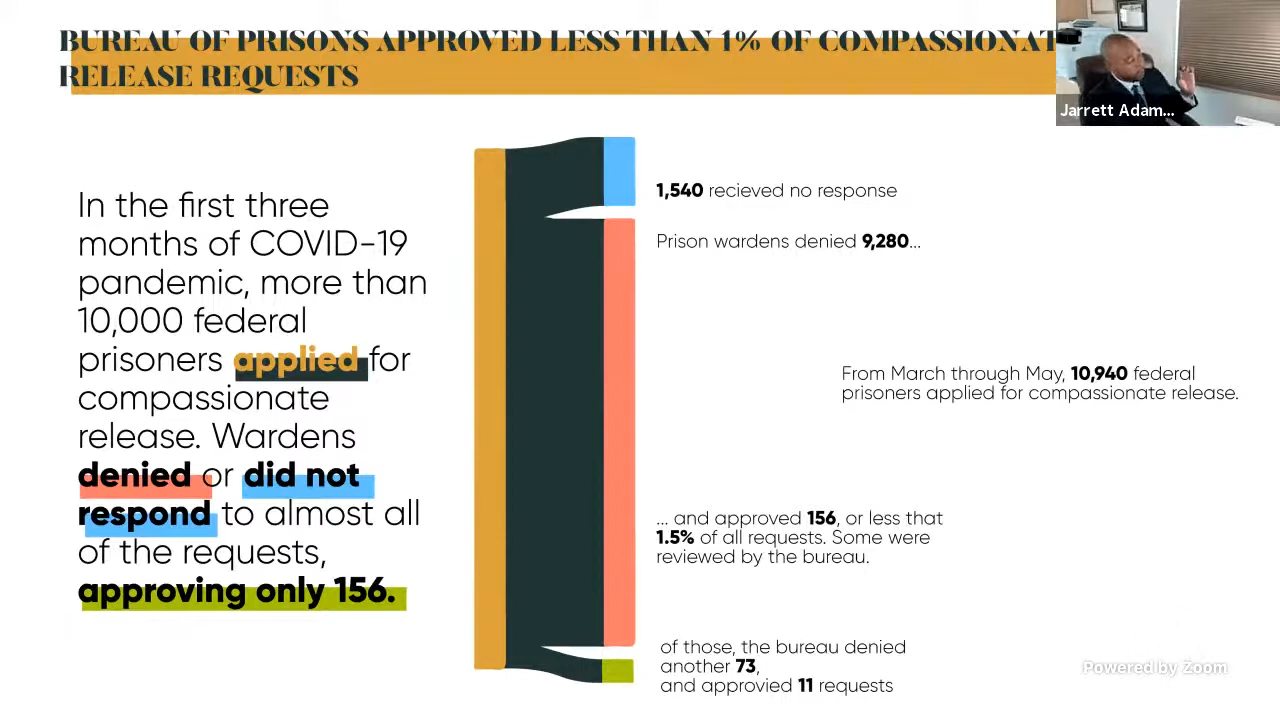 BUREAU OF PRISONS APPROVED LESS THAN 1% OF COMPASSIONAT
RELEASE REQUESTS
Jarrett Adam...
In the first three
months of COVID-19
pandemic, more than
10,000 federal
prisoners applied for
compassionate
release. Wardens
denied or did not
respond to almost all
of the requests,
approving only 156.
1,540 recieved no response
Prison wardens denied 9,280...
From March through May, 10,940 federal
prisoners applied for compassionate release.
... and approved 156, or less that
1.5% of all requests. Some were
reviewed by the bureau.
of those, the bureau denied
another 73,
and approvied 11 requests
Powered by Zoom